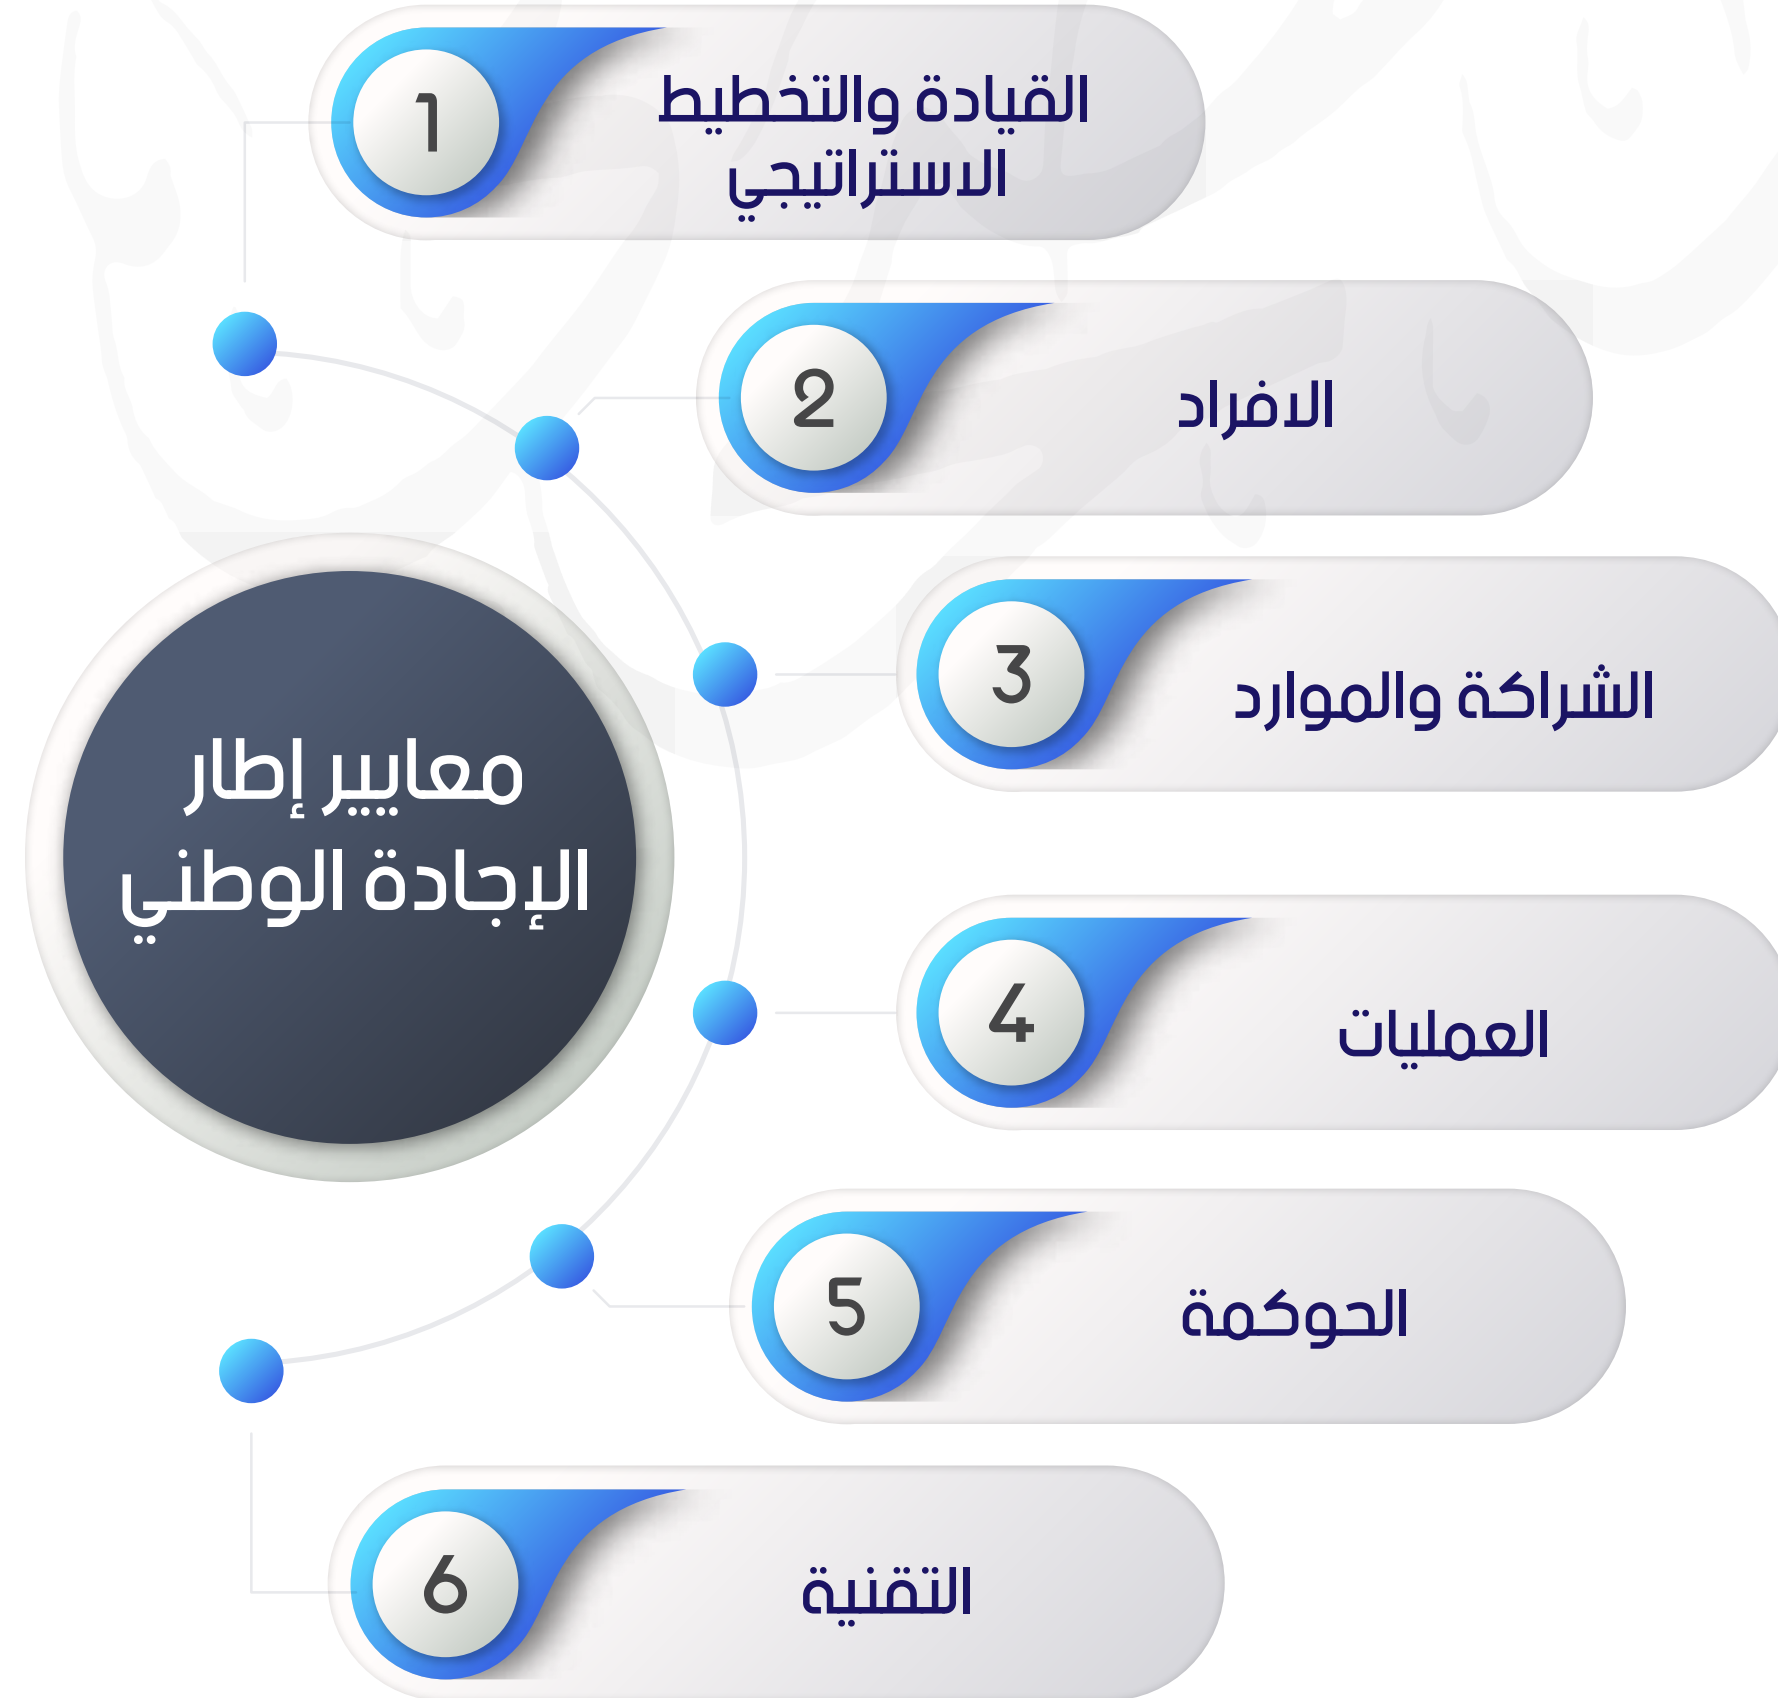 1
القيادة والتخطيط
الاستراتيجي
2
الافراد
3
الشراكة والموارد
معايير إطار
الإجادة الوطني
4
العمليات
5
الحوكمة
6
التقنية